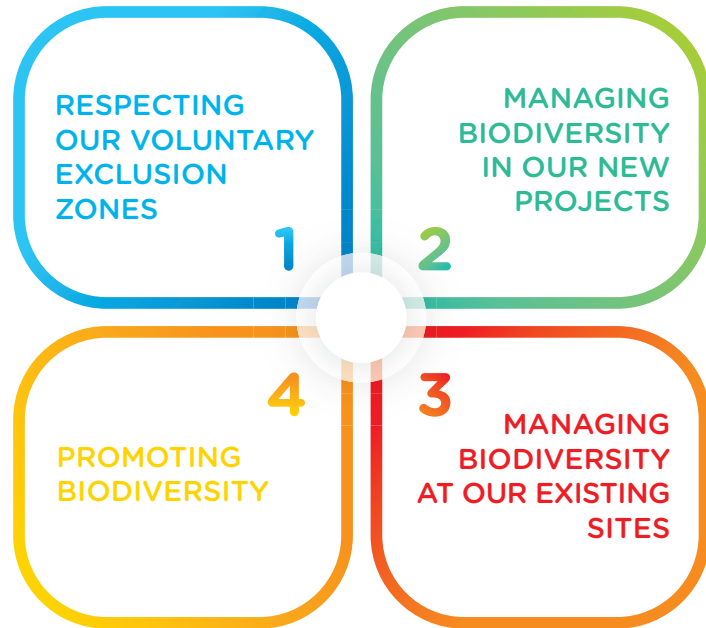 RESPECTING
OUR VOLUNTARY
EXCLUSION
ZONES
1
MANAGING
BIODIVERSITY
IN OUR NEW
PROJECTS
2
4
PROMOTING
BIODIVERSITY
3
MANAGING
BIODIVERSITY
AT OUR EXISTING
SITES